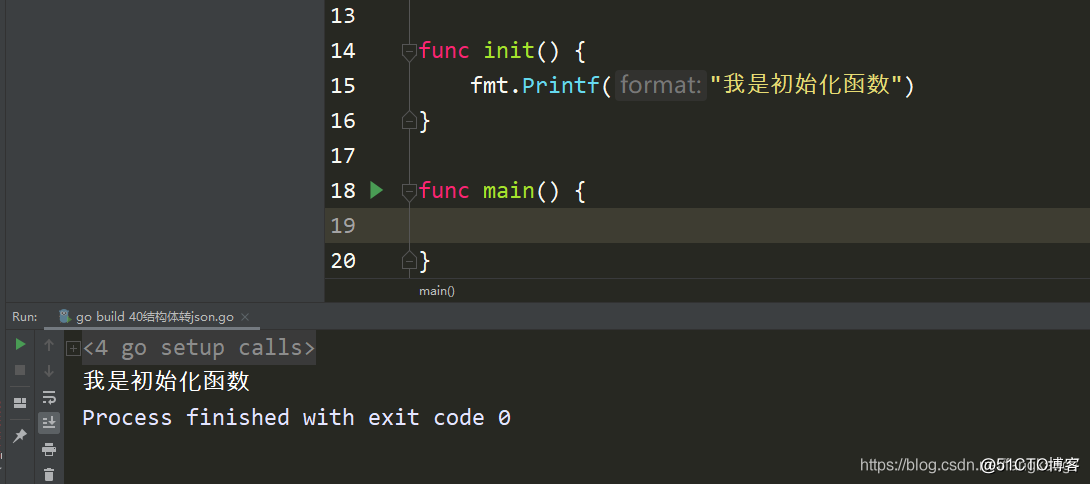 13
14 func init() {
15 fmt.Printf( format: "我是初始化函数")
16 }
17
18 func main() {
19
20 }
main()
Run: go build 40结构体转json.go ×
<4 go setup calls>
我是初始化函数
Process finished with exit code 0
https://blog.csdn.n @51CTO博客